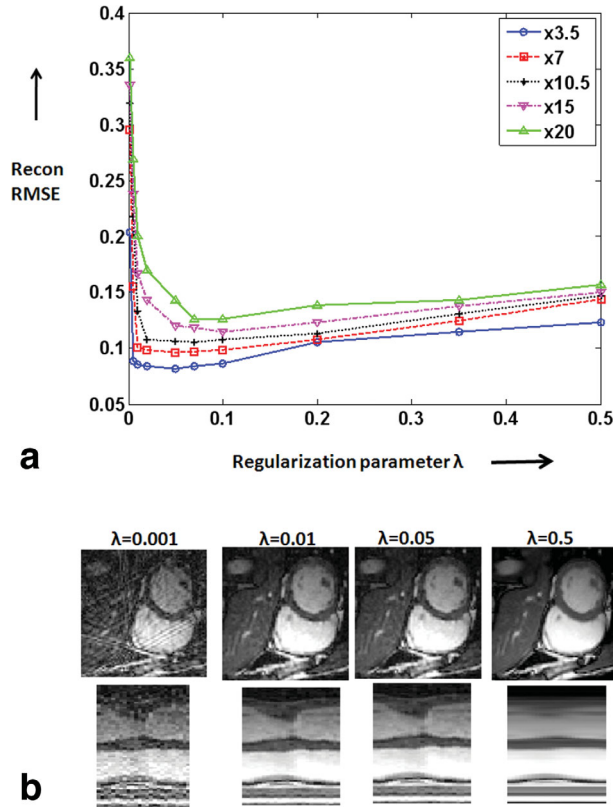 0.4
0.35
0.3
0.25
0.2
0.15
0.1
0.05
Recon
RMSE
x3.5
x7
x10.5
x15
x20
0 0.1 0.2 0.3 0.4 0.5
a
Regularization parameter λ
λ=0.001 λ=0.01 λ=0.05 λ=0.5
b